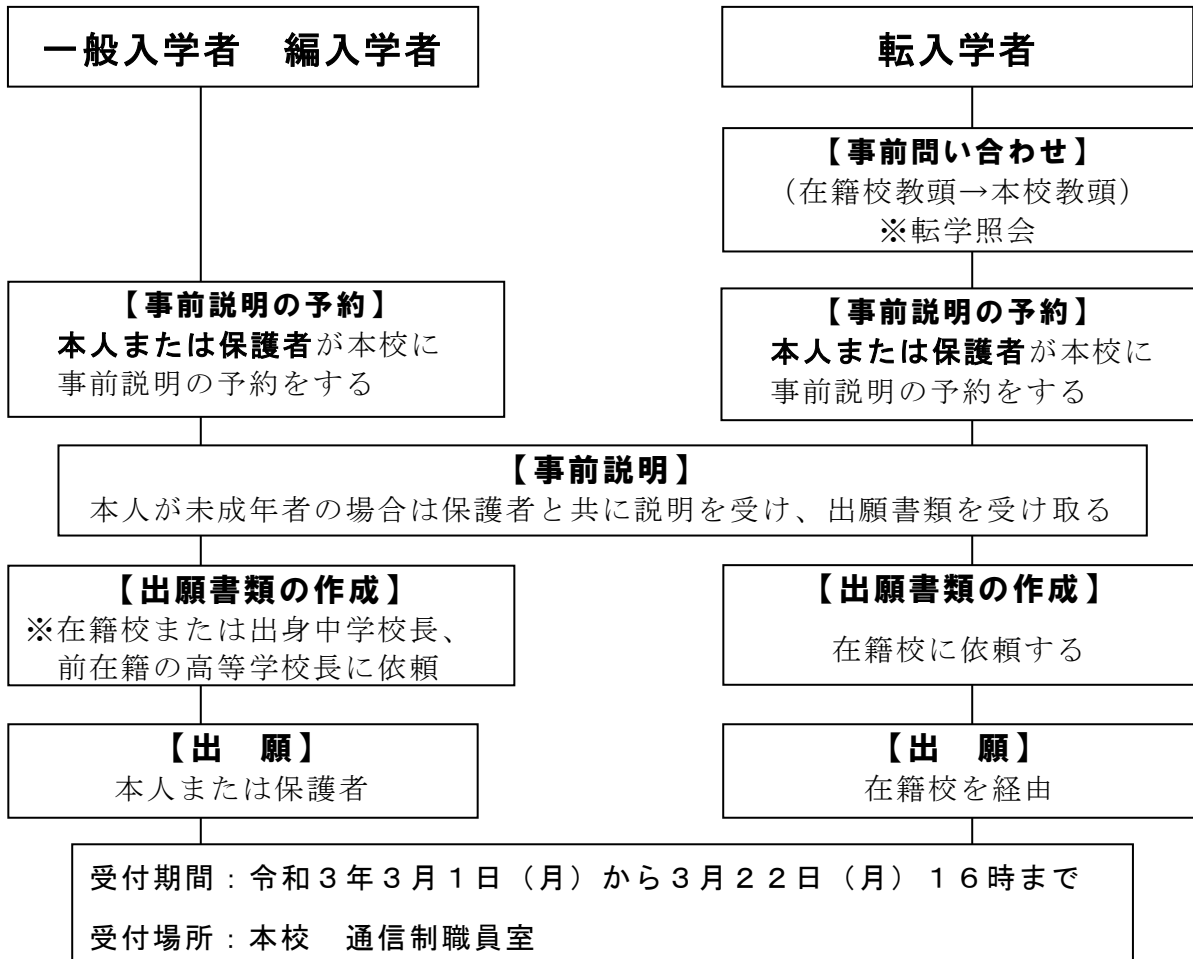 一般入学者　編入学者
転入学者
【事前問い合わせ】
（在籍校教頭→本校教頭）
※転学照会
【事前説明の予約】
本人または保護者が本校に
事前説明の予約をする
【事前説明の予約】
本人または保護者が本校に
事前説明の予約をする
【事前説明】
本人が未成年者の場合は保護者と共に説明を受け、出願書類を受け取る
【出願書類の作成】
※在籍校または出身中学校長、
前在籍の高等学校長に依頼
【出願書類の作成】
在籍校に依頼する
【出　願】
本人または保護者
【出　願】
在籍校を経由
受付期間：令和３年３月１日（月）から３月２２日（月）１６時まで
受付場所：本校　通信制職員室